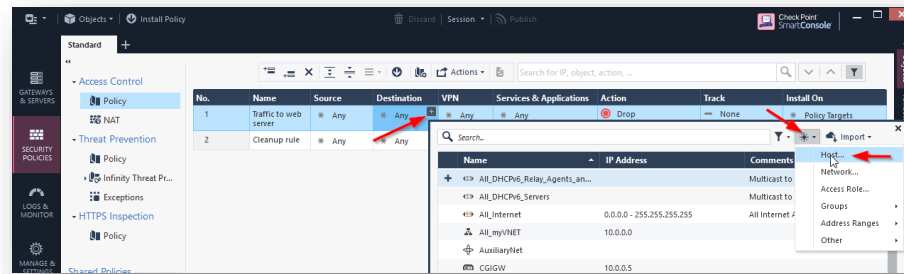 Objects Install Policy Discard Session Publish Check Point SmartConsole
Standard
GATEWAYS & SERVERS
SECURITY POLICIES
LOGS & MONITOR
MANAGE & SETTINGS
Access Control
Policy
NAT
Threat Prevention
Policy
Infinity Threat Pr...
Exceptions
HTTPS Inspection
Policy
Shared Policies
Actions Search for IP, object, action, ...
No. Name Source Destination VPN Services & Applications Action Track Install On
1 Traffic to web server Any Any Any Any Drop None Policy Targets
2 Cleanup rule Any Any
Search... Import
Name IP Address Comments
All_DHCPv6_Relay_Agents_an... Multicast to
All_DHCPv6_Servers Multicast to
All_Internet 0.0.0.0 - 255.255.255.255 All Internet A
All_myVNET 10.0.0.0
AuxiliaryNet
CGIGW 10.0.0.5
Host...
Network...
Access Role...
Groups
Address Ranges
Other